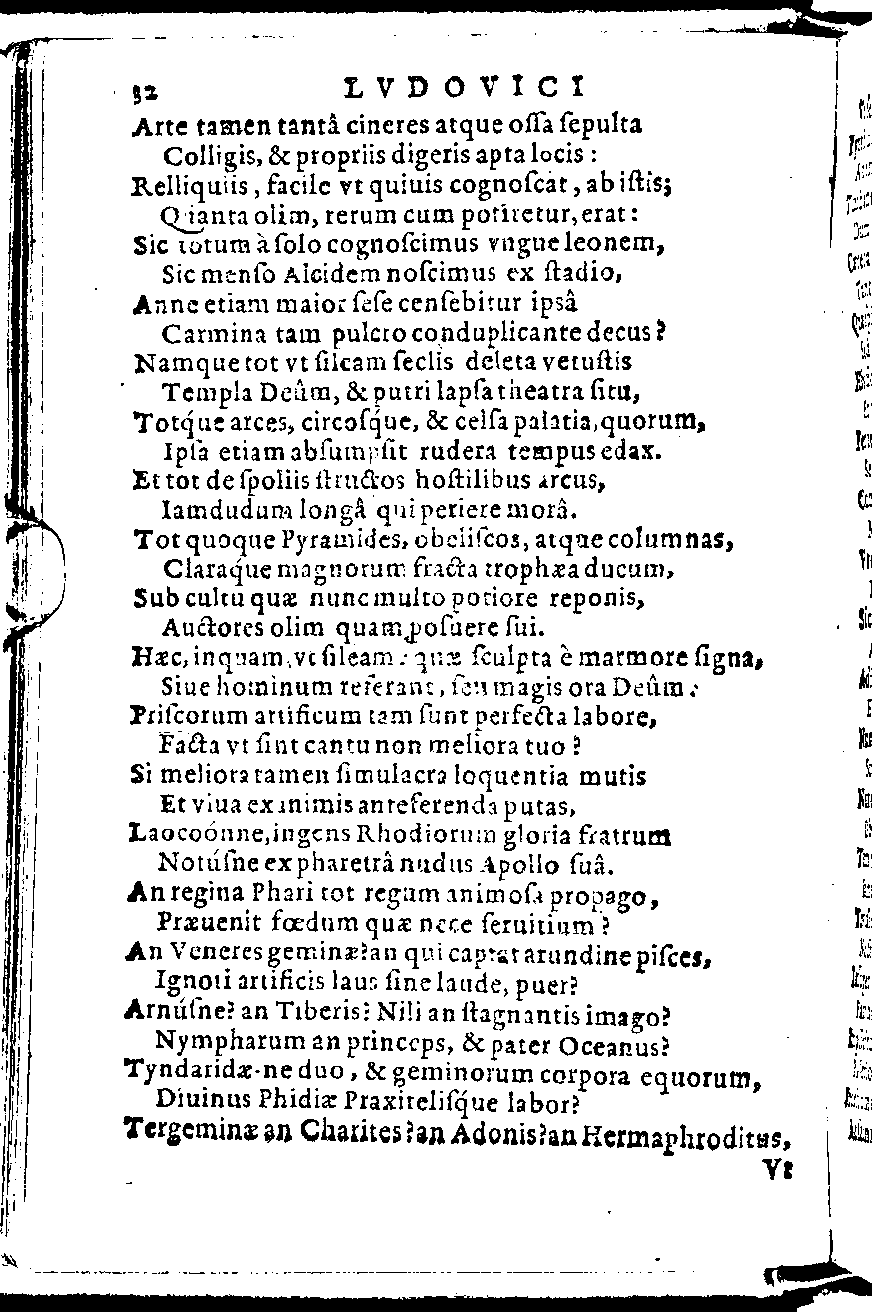 32 LVDOVICI
Arte tamen tantâ cineres atque oſſa ſepulta
Colligis, & propriis digeris apta locis :
Relliquiis, facile vt quiuis cognoſcat, ab iſtis;
Quanta olim, rerum cum potiretur, erat :
Sic totum à ſolo cognoſcimus vngue leonem,
Sic menſo Alcidem noſcimus ex ſtadio,
Anne etiam maior ſeſe cenſebitur ipsâ
Carmina tam pulcro conduplicante decus ?
Namque tot vt ſileam ſeclis deleta vetuſtis
Templa Deûm, & putri lapſa theatra ſitu,
Totq́ue arces, circoſq́ue, & celſa palatia, quorum,
Ipſa etiam abſumpſit rudera tempus edax.
Et tot de ſpoliis ſtructos hoſtilibus arcus,
Iamdudum longâ qui periere morâ.
Tot quoque Pyramides, obeliſcos, atque columnas,
Claraq́ue magnorum fracta trophæa ducum,
Sub cultu quæ nunc multo potiore reponis,
Auctores olim quam poſuere ſui.
Hæc, inquam, vt ſileam : quæ ſculpta è marmore ſigna,
Siue hominum referant, ſeu magis ora Deûm :
Priſcorum artificum tam ſunt perfecta labore,
Facta vt ſint cantu non meliora tuo ?
Si meliora tamen ſimulacra loquentia mutis
Et viua exinimis anteferenda putas,
Laocoónne, ingens Rhodiorum gloria fratrum
Notúſne ex pharetrâ nudus Apollo ſuâ.
An regina Phari tot regum animoſa propago,
Præuenit fœdum quæ nece ſeruitium ?
An Veneres geminæ? an qui captat arundine piſces,
Ignoti artificis laus ſine laude, puer?
Arnúſne? an Tiberis? Nili an ſtagnantis imago?
Nympharum an princeps, & pater Oceanus?
Tyndaridæ-ne duo, & geminorum corpora equorum,
Diuinus Phidiæ Praxiteliſq́ue labor?
Tergeminæ an Charites? an Adonis? an Hermaphroditus,
Vt